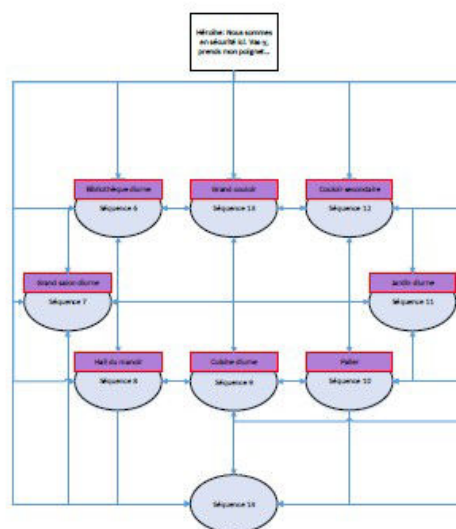 Héroïne: Nous sommes
en sécurité ici. Vas-y,
prends mon poignet...
Bibliothèque diurne
Séquence 6
Grand couloir
Séquence 13
Couloir secondaire
Séquence 12
Grand salon diurne
Séquence 7
Jardin diurne
Séquence 11
Hall du manoir
Séquence 8
Cuisine diurne
Séquence 9
Palier
Séquence 10
Séquence 14